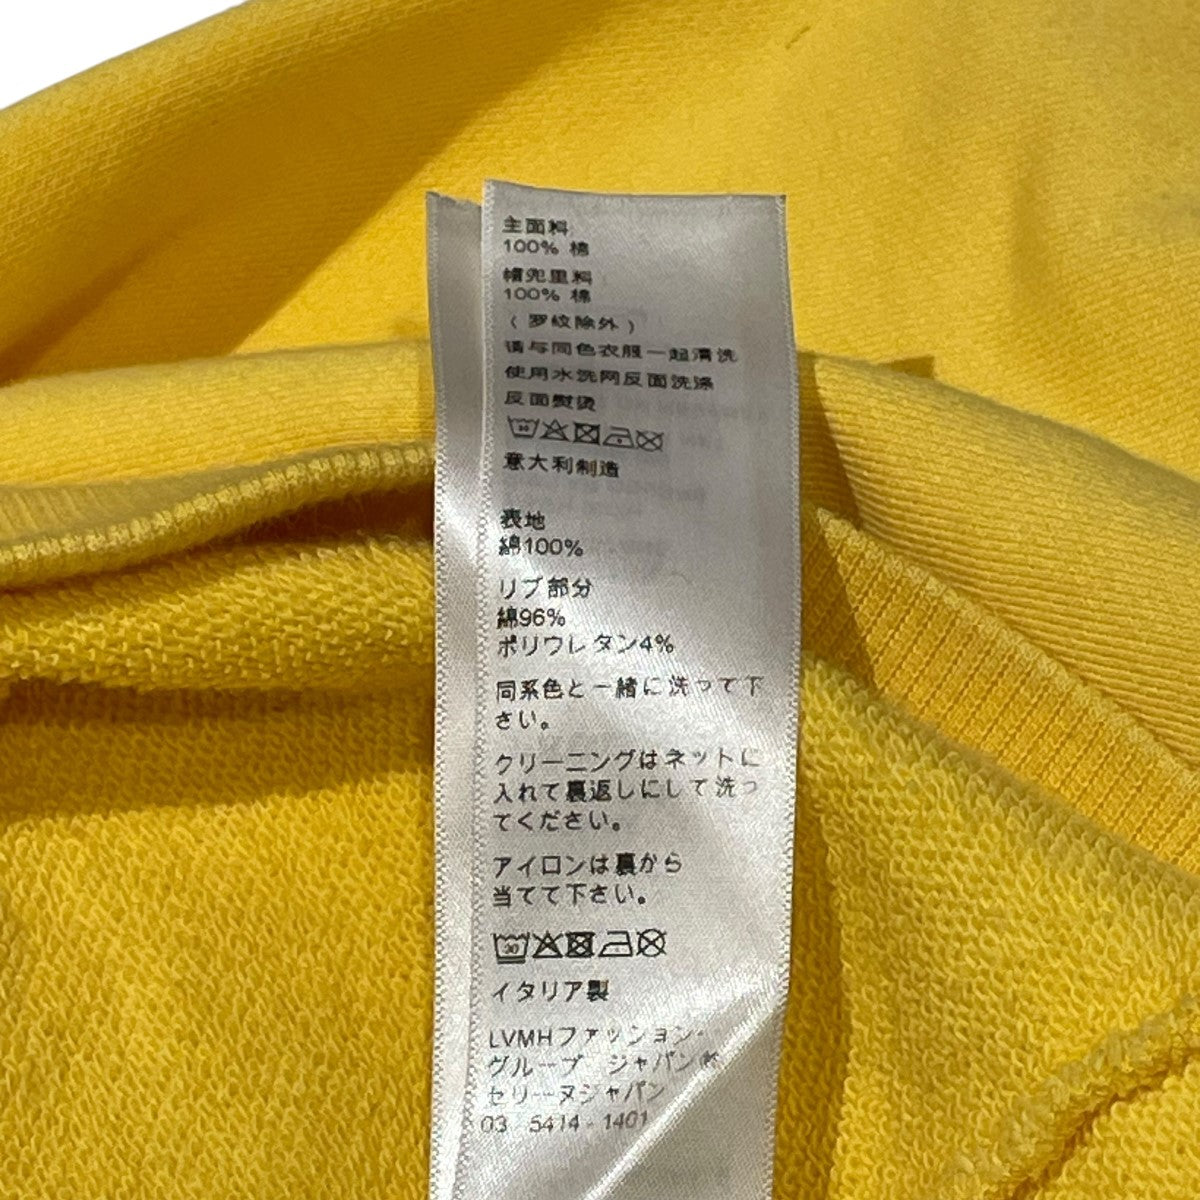 主面料
100% 棉
帽兜里料
100% 棉
( 罗纹除外 )
请与同色衣服一起清洗
使用水洗网反面洗涤
反面熨烫
30
意大利制造
表地
綿100%
リブ部分
綿96%
ポリウレタン4%
同系色と一緒に洗って下
さい。
クリーニングはネットに
入れて裏返しにして洗っ
てください。
アイロンは裏から
当てて下さい。
30
イタリア製
LVMHファッション・
グループ ジャパン㈱
セリーヌジャパン
03 5414-1401